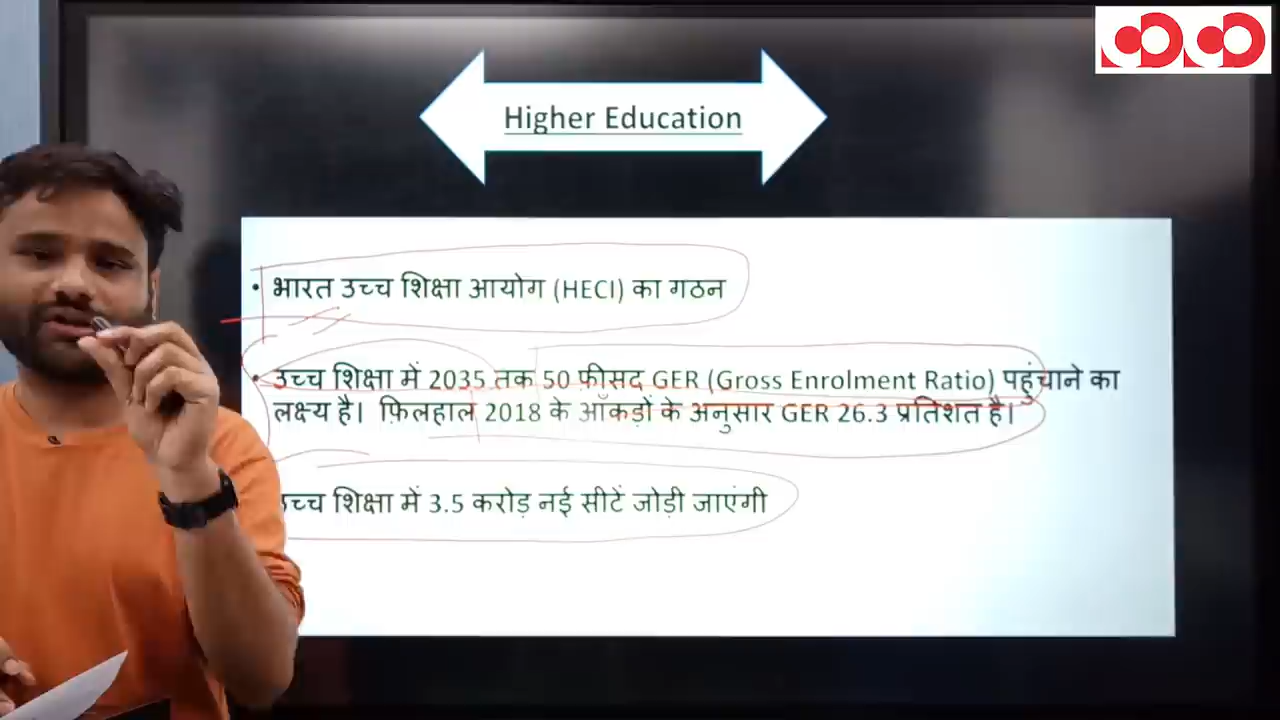 Higher Education
• भारत उच्च शिक्षा आयोग (HECI) का गठन
• उच्च शिक्षा में 2035 तक 50 फ़ीसद GER (Gross Enrolment Ratio) पहुंचाने का
लक्ष्य है। फ़िलहाल 2018 के आँकड़ों के अनुसार GER 26.3 प्रतिशत है।
उच्च शिक्षा में 3.5 करोड़ नई सीटें जोड़ी जाएंगी